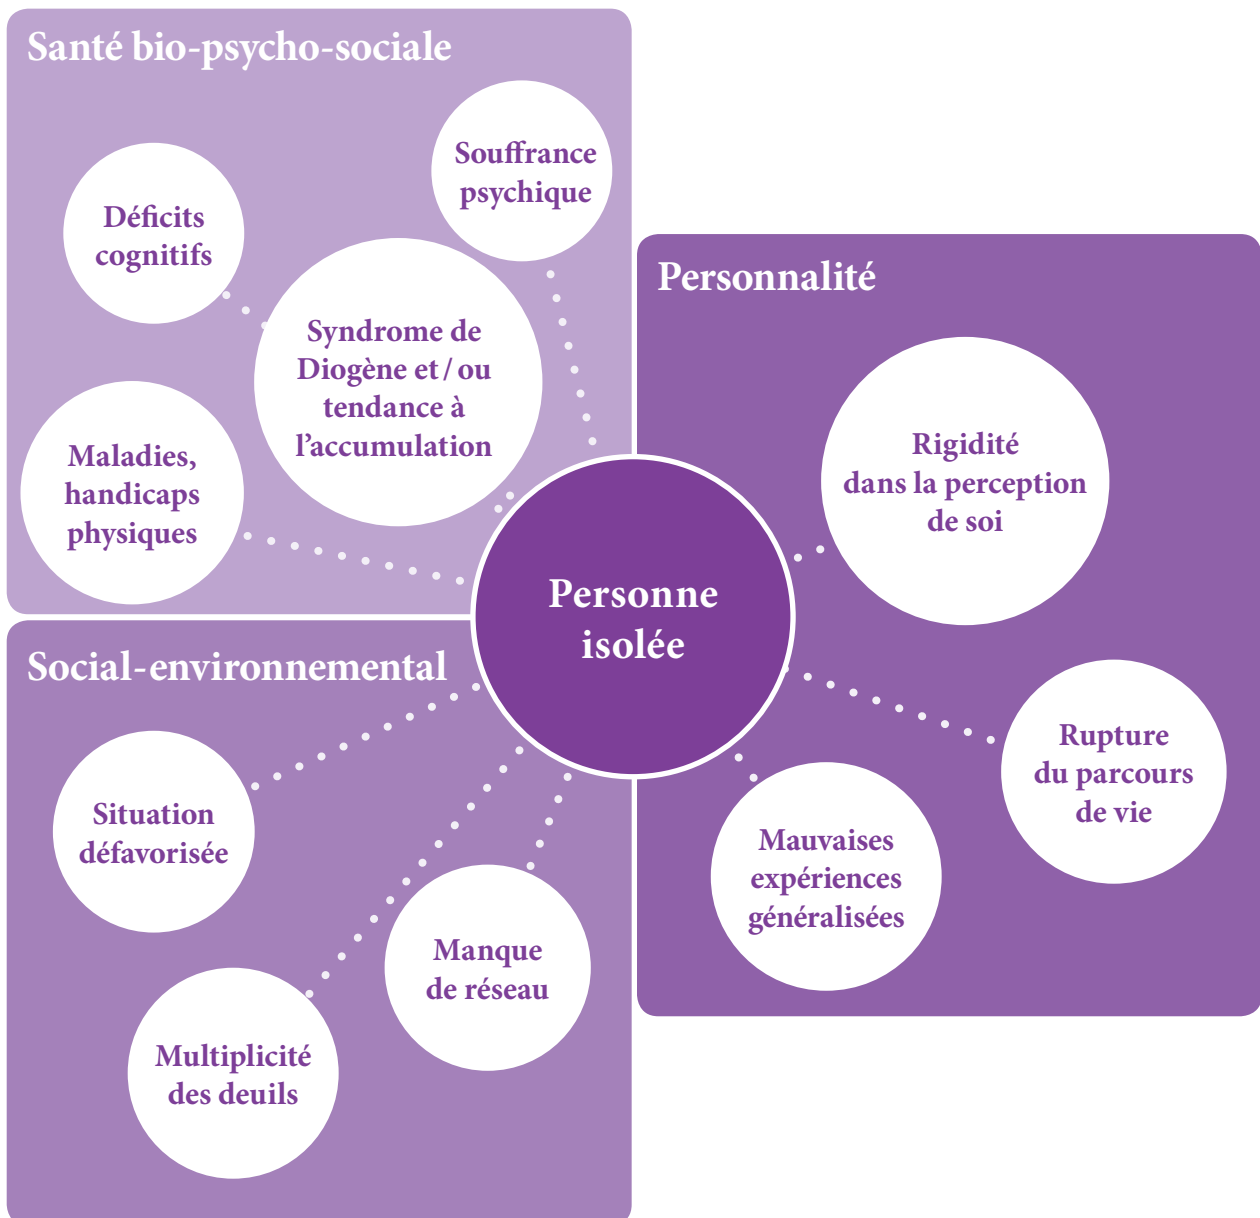 Santé bio-psycho-sociale
Souffrance
psychique
Déficits
cognitifs
Syndrome de
Diogène et / ou
tendance à
l’accumulation
Maladies,
handicaps
physiques
Personnalité
Rigidité
dans la perception
de soi
Rupture
du parcours
de vie
Mauvaises
expériences
généralisées
Personne
isolée
Social-environnemental
Situation
défavorisée
Manque
de réseau
Multiplicité
des deuils